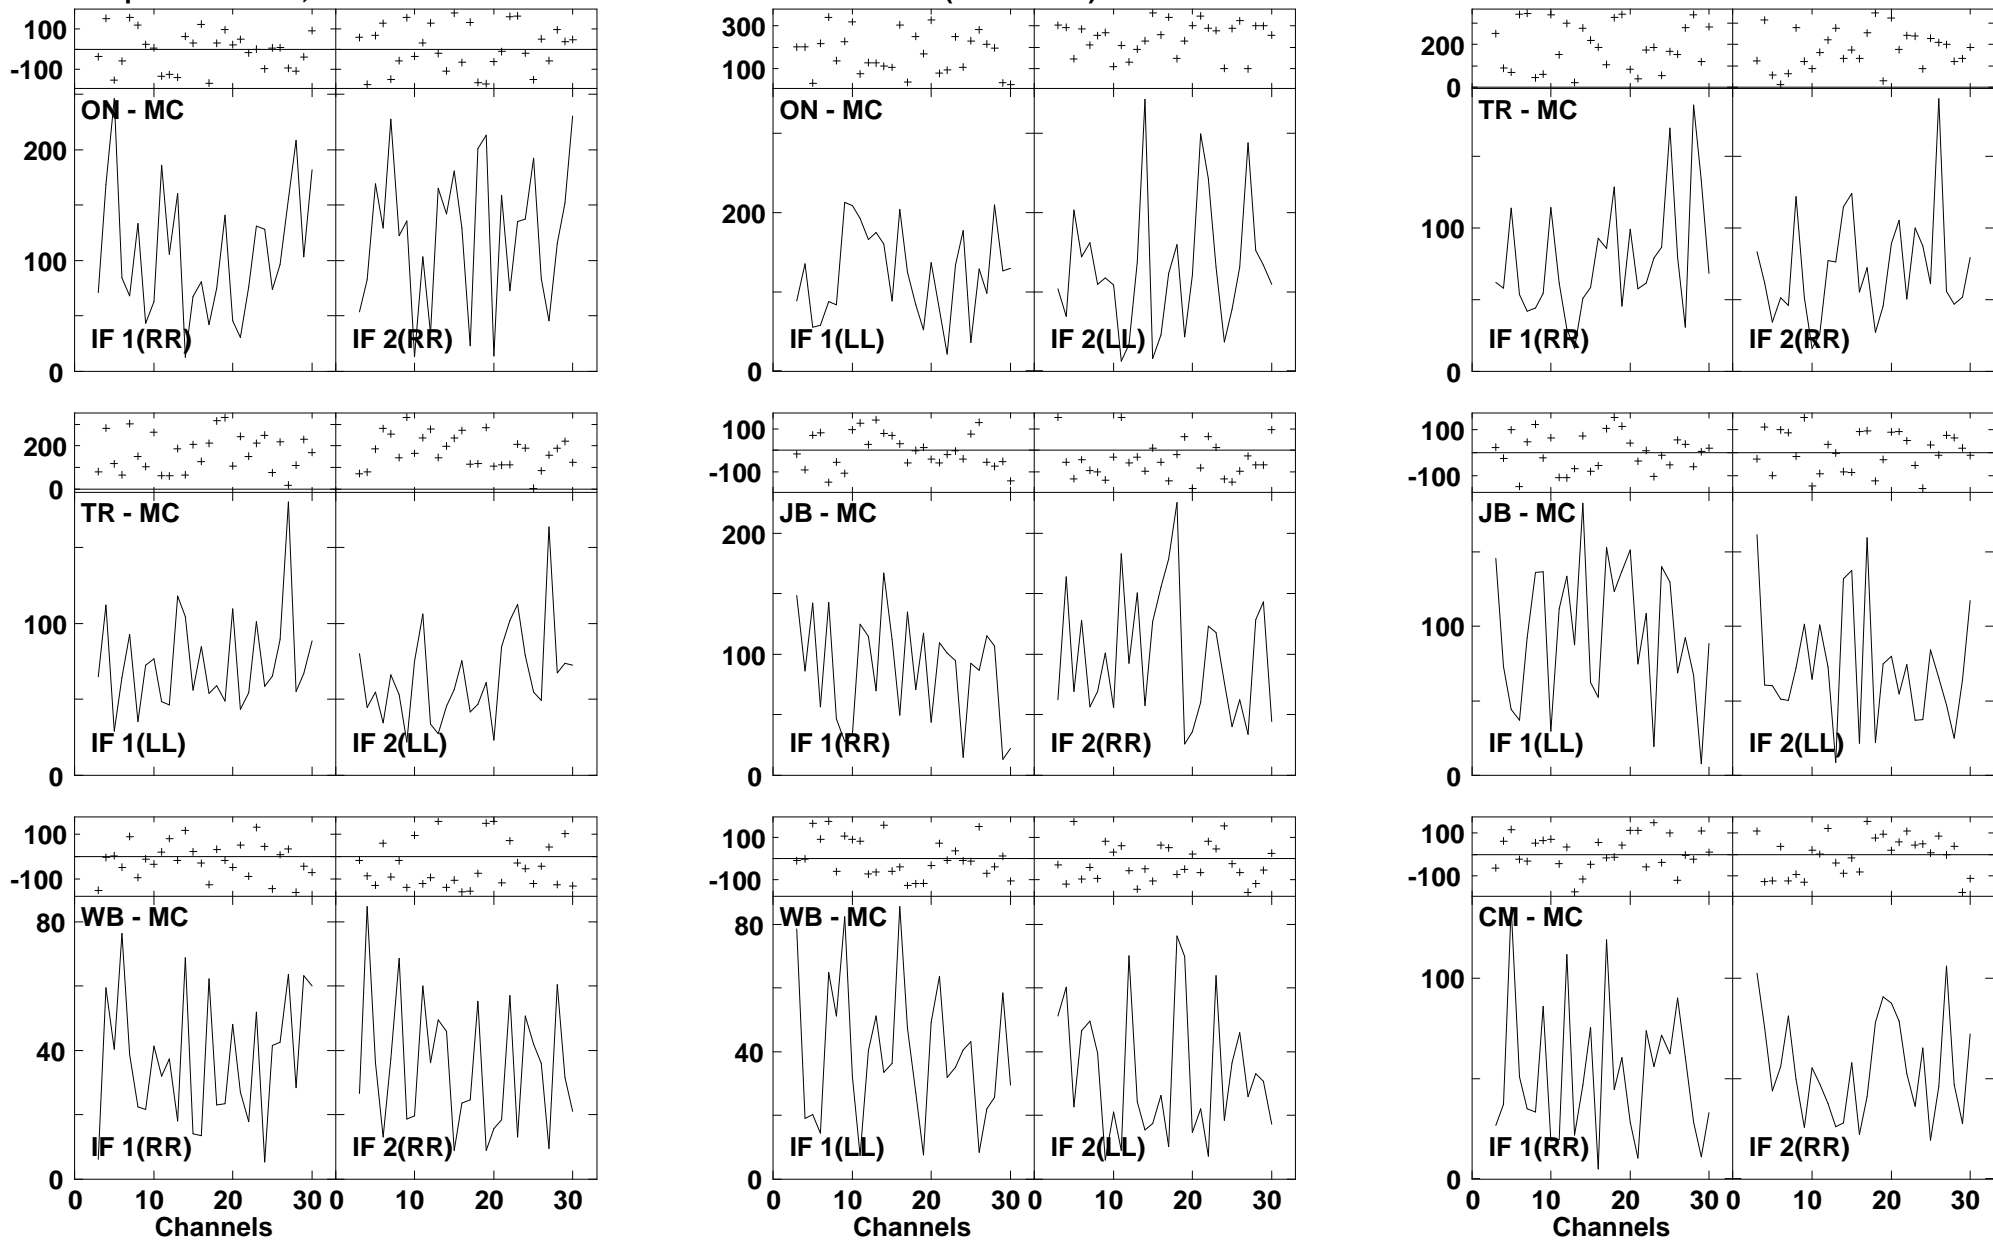 100 300 200
-100 100 0
ON - MC ON - MC TR - MC
200 200 100
100
IF 1(RR) IF 2(RR) IF 1(LL) IF 2(LL) IF 1(RR) IF 2(RR)
0 0 0
200 100 100
0 -100 -100
TR - MC JB - MC JB - MC
100 200 100
100
IF 1(LL) IF 2(LL) IF 1(RR) IF 2(RR) IF 1(LL) IF 2(LL)
0 0 0
100 100 100
-100 -100 -100
WB - MC WB - MC CM - MC
80 80 100
40 40
IF 1(RR) IF 2(RR) IF 1(LL) IF 2(LL) IF 1(RR) IF 2(RR)
0 0 0
0 10 20 30 0 10 20 30 0 10 20 30 0 10 20 30 0 10 20 30 0 10 20 30
Channels Channels Channels